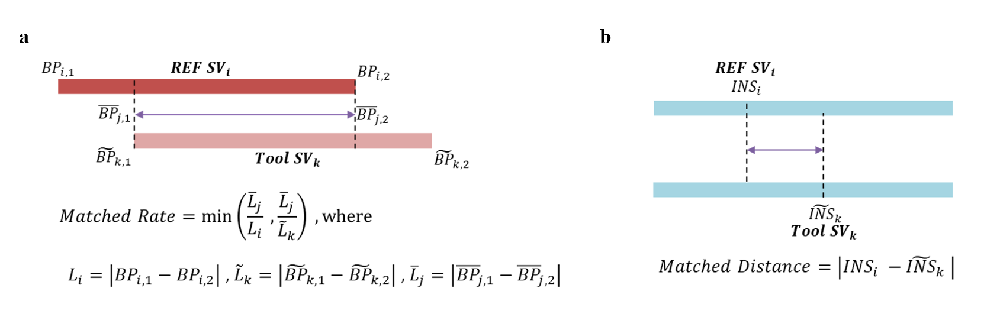 a
BP_{i,1} REF SV_i BP_{i,2}
\overline{BP}_{j,1} \overline{BP}_{j,2}
\widetilde{BP}_{k,1} Tool SV_k \widetilde{BP}_{k,2}
Matched Rate = min(\frac{\bar{L}_j}{L_i}, \frac{\bar{L}_j}{\tilde{L}_k}), where
L_i = |BP_{i,1} − BP_{i,2}|, \tilde{L}_k = |\widetilde{BP}_{k,1} − \widetilde{BP}_{k,2}|, \bar{L}_j = |\overline{BP}_{j,1} − \overline{BP}_{j,2}|
b
REF SV_i
INS_i
\widetilde{INS}_k
Tool SV_k
Matched Distance = |INS_i − \widetilde{INS}_k|